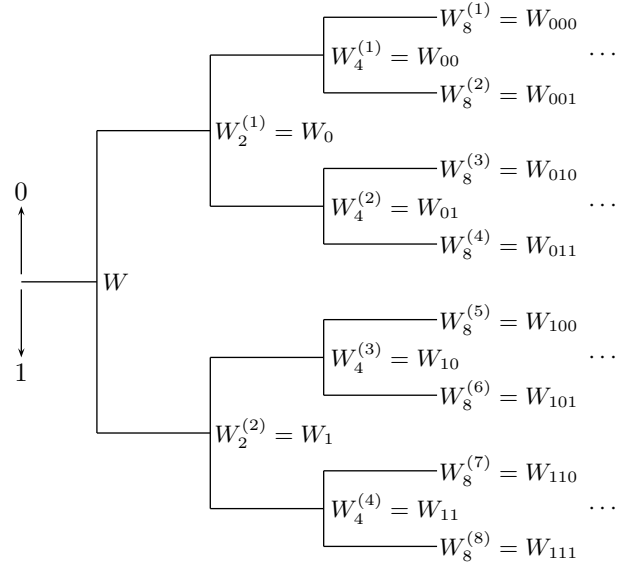 W_8^{(1)} = W_{000}
W_4^{(1)} = W_{00} ⋯
W_8^{(2)} = W_{001}
W_2^{(1)} = W_0
W_8^{(3)} = W_{010}
0
W_4^{(2)} = W_{01} ⋯
W_8^{(4)} = W_{011}
W
W_8^{(5)} = W_{100}
W_4^{(3)} = W_{10} ⋯
1
W_8^{(6)} = W_{101}
W_2^{(2)} = W_1
W_8^{(7)} = W_{110}
W_4^{(4)} = W_{11} ⋯
W_8^{(8)} = W_{111}